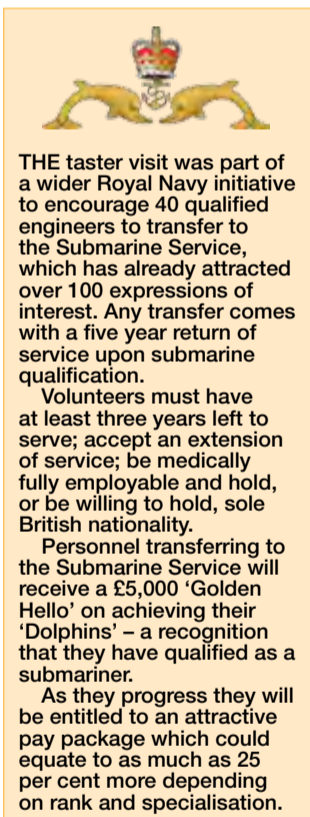 THE taster visit was part of
a wider Royal Navy initiative
to encourage 40 qualified
engineers to transfer to
the Submarine Service,
which has already attracted
over 100 expressions of
interest. Any transfer comes
with a five year return of
service upon submarine
qualification.
Volunteers must have
at least three years left to
serve; accept an extension
of service; be medically
fully employable and hold,
or be willing to hold, sole
British nationality.
Personnel transferring to
the Submarine Service will
receive a £5,000 ‘Golden
Hello’ on achieving their
‘Dolphins’ – a recognition
that they have qualified as a
submariner.
As they progress they will
be entitled to an attractive
pay package which could
equate to as much as 25
per cent more depending
on rank and specialisation.